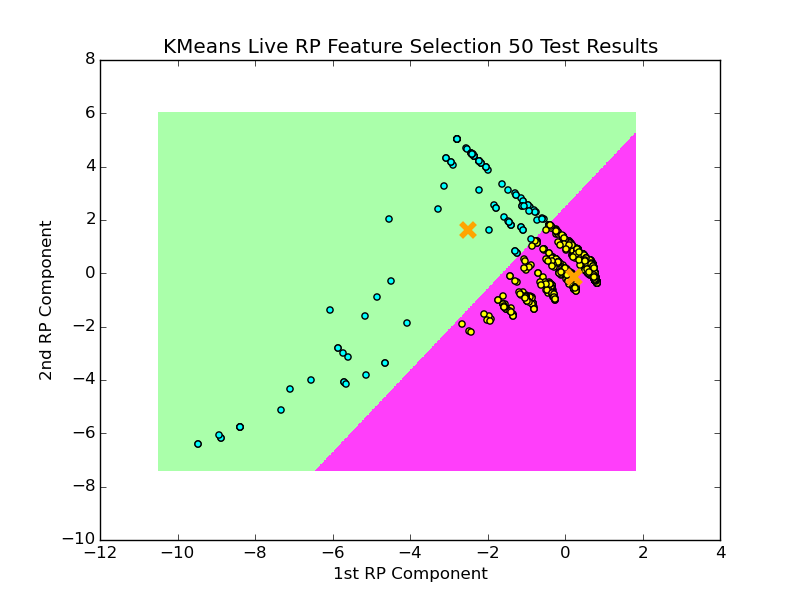 KMeans Live RP Feature Selection 50 Test Results
8
6
4
2
0
−2
−4
−6
−8
−10
2nd RP Component
−12 −10 −8 −6 −4 −2 0 2 4
1st RP Component